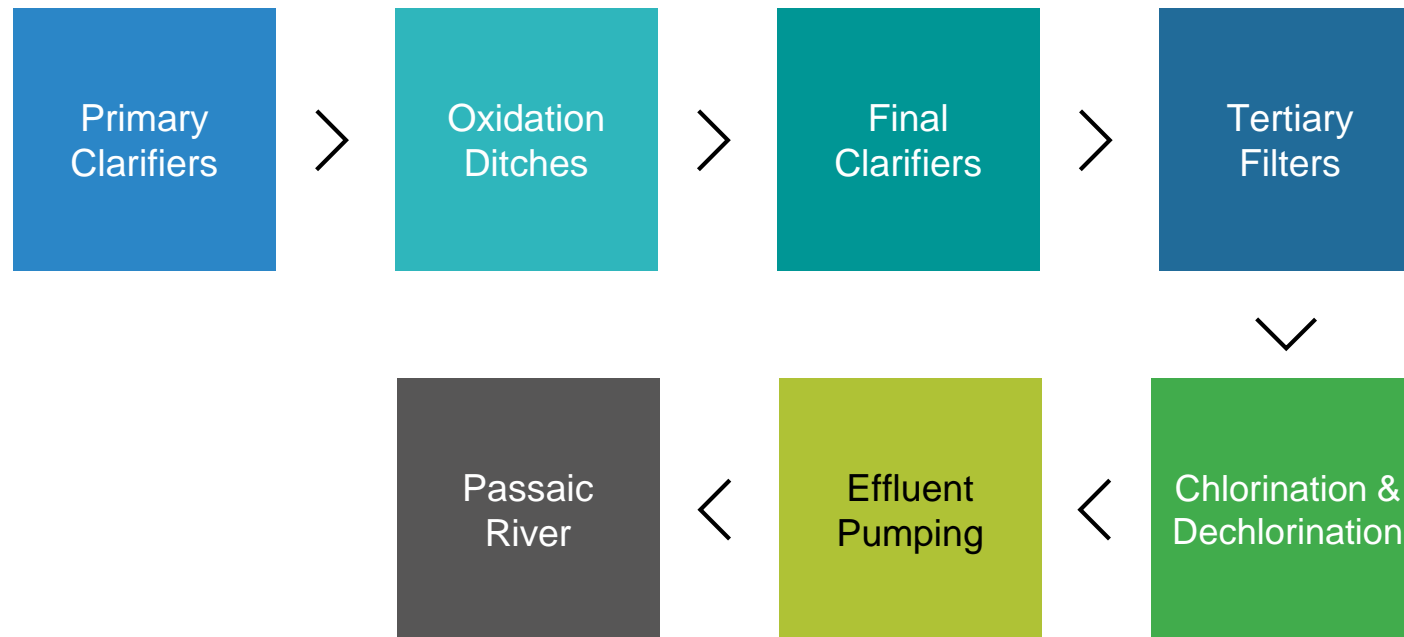 Primary
Clarifiers
Oxidation
Ditches
Final
Clarifiers
Tertiary
Filters
Chlorination &
Dechlorination
Effluent
Pumping
Passaic
River